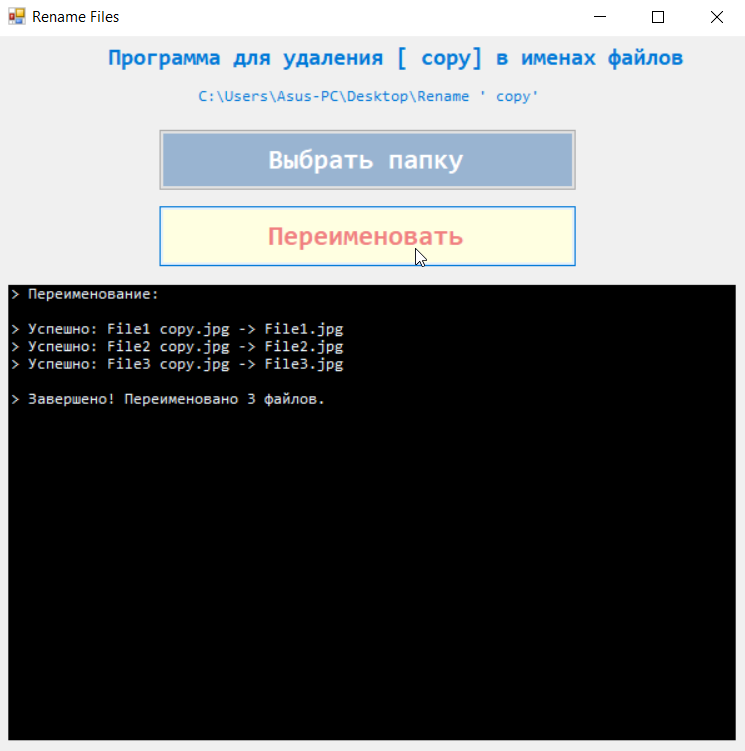 Rename Files
Программа для удаления [ copy] в именах файлов
C:\Users\Asus-PC\Desktop\Rename ' copy'
Выбрать папку
Переименовать
> Переименование:
> Успешно: File1 copy.jpg -> File1.jpg
> Успешно: File2 copy.jpg -> File2.jpg
> Успешно: File3 copy.jpg -> File3.jpg
> Завершено! Переименовано 3 файлов.